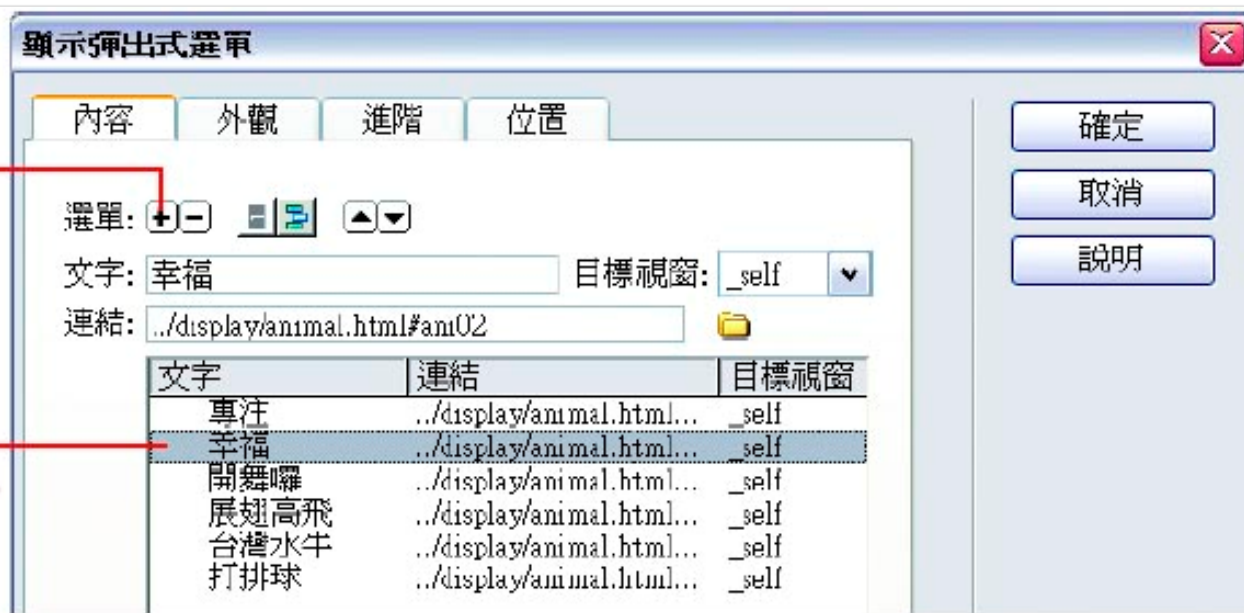 顯示彈出式選單
內容 外觀 進階 位置
確定
取消
說明
選單:
文字: 幸福 目標視窗: _self
連結: ../display/animal.html#ani02
文字 連結 目標視窗
專注 ../display/animal.html... _self
幸福 ../display/animal.html... _self
開舞囉 ../display/animal.html... _self
展翅高飛 ../display/animal.html... _self
台灣水牛 ../display/animal.html... _self
打排球 ../display/animal.html... _self